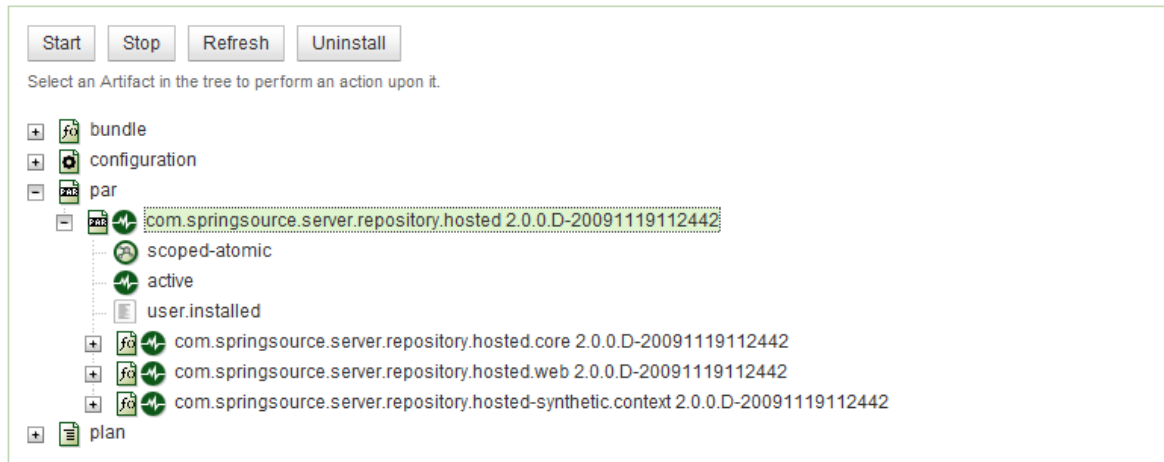 Start Stop Refresh Uninstall
Select an Artifact in the tree to perform an action upon it.
bundle
configuration
par
com.springsource.server.repository.hosted 2.0.0.D-20091119112442
scoped-atomic
active
user.installed
com.springsource.server.repository.hosted.core 2.0.0.D-20091119112442
com.springsource.server.repository.hosted.web 2.0.0.D-20091119112442
com.springsource.server.repository.hosted-synthetic.context 2.0.0.D-20091119112442
plan